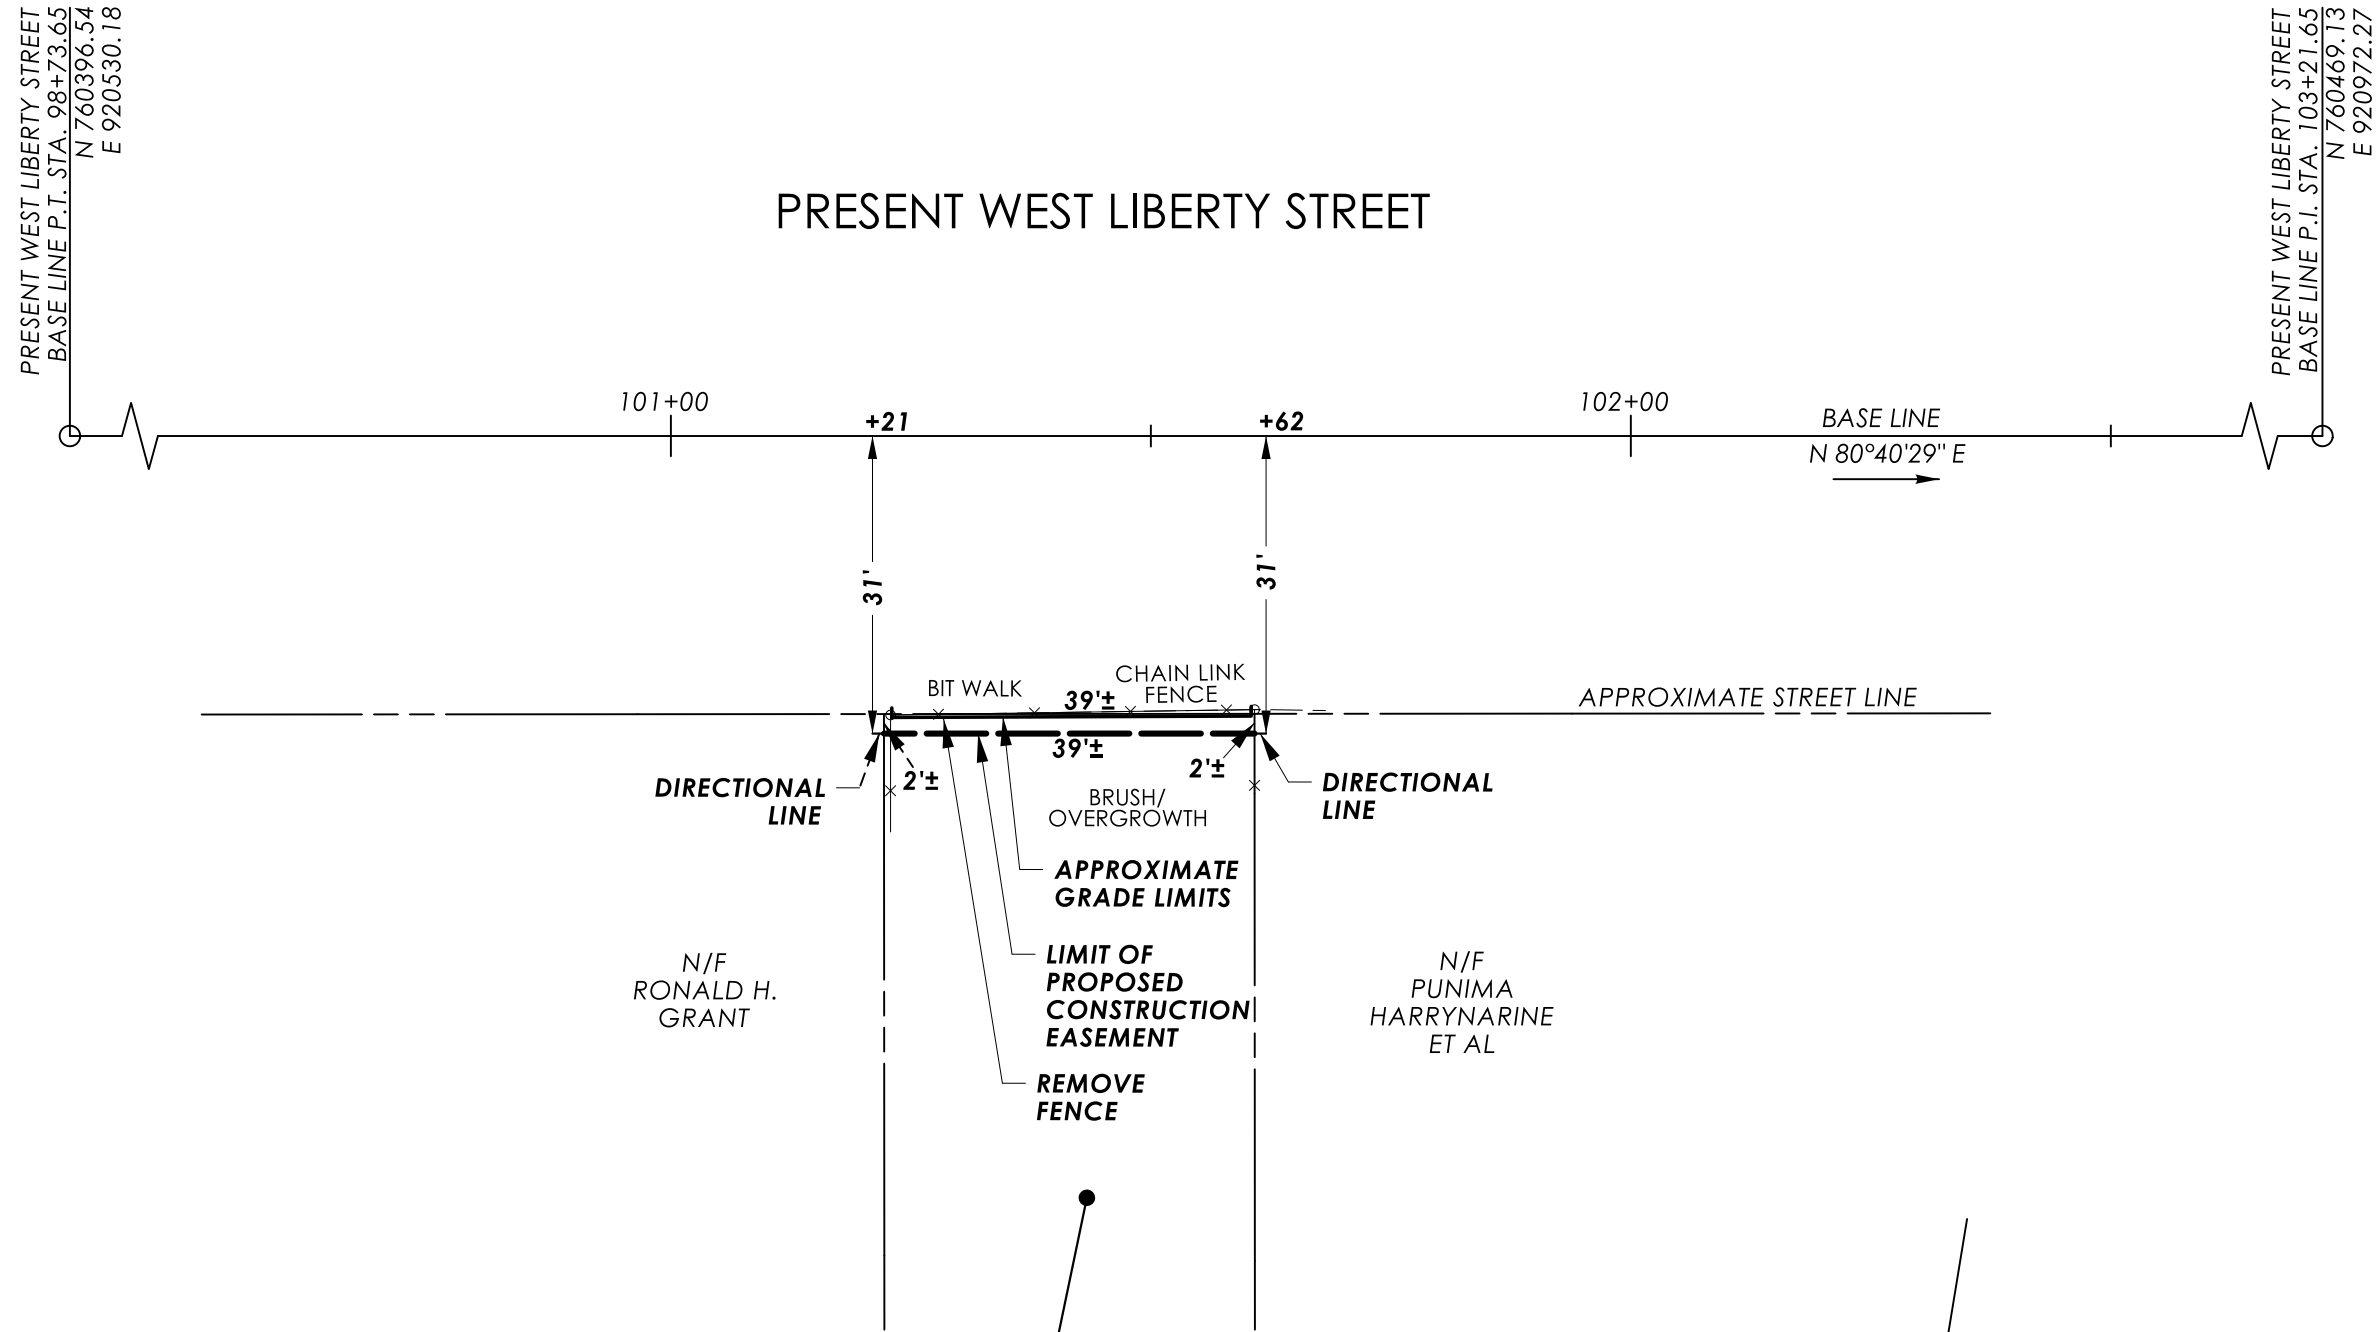 PRESENT WEST LIBERTY STREET
BASE LINE P.T. STA. 98+73.65
N 760396.54
E 920530.18
PRESENT WEST LIBERTY STREET
BASE LINE P.I. STA. 103+21.65
N 760469.13
E 920972.27
PRESENT WEST LIBERTY STREET
101+00
+21
+62
102+00
BASE LINE
N 80°40'29" E
31'
31'
BIT WALK
CHAIN LINK
FENCE
39'±
APPROXIMATE STREET LINE
39'±
2'±
2'±
DIRECTIONAL
LINE
DIRECTIONAL
LINE
BRUSH/
OVERGROWTH
APPROXIMATE
GRADE LIMITS
LIMIT OF
PROPOSED
CONSTRUCTION
EASEMENT
REMOVE
FENCE
N/F
RONALD H.
GRANT
N/F
PUNIMA
HARRYNARINE
ET AL